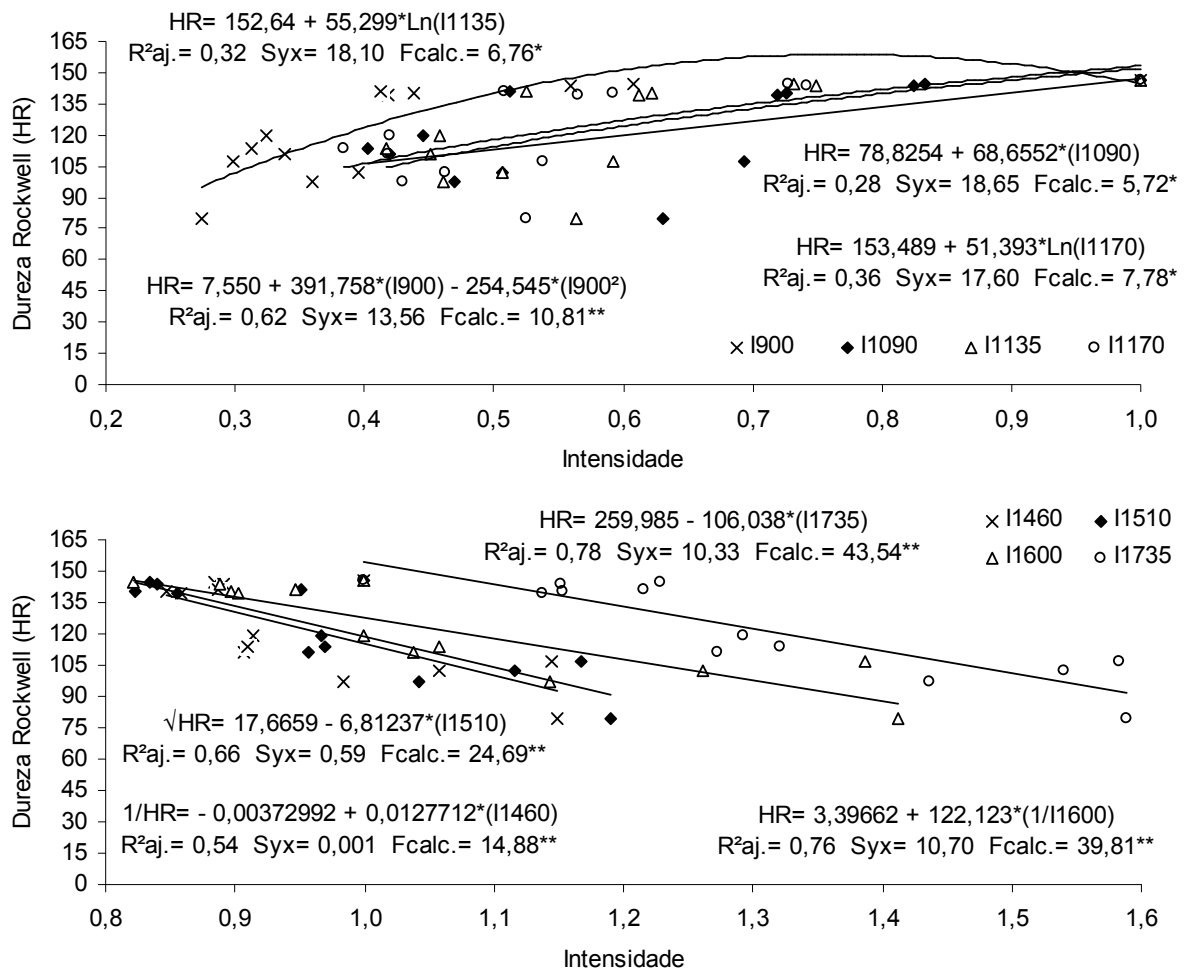 HR= 152,64 + 55,299*Ln(I1135)
R²aj.= 0,32 Syx= 18,10 Fcalc.= 6,76*
Dureza Rockwell (HR)
165
150
135
120
105
90
75
60
45
30
15
0
HR= 78,8254 + 68,6552*(I1090)
R²aj.= 0,28 Syx= 18,65 Fcalc.= 5,72*
HR= 153,489 + 51,393*Ln(I1170)
R²aj.= 0,36 Syx= 17,60 Fcalc.= 7,78*
HR= 7,550 + 391,758*(I900) - 254,545*(I900²)
R²aj.= 0,62 Syx= 13,56 Fcalc.= 10,81**
I900 I1090 I1135 I1170
0,2 0,3 0,4 0,5 0,6 0,7 0,8 0,9 1,0
Intensidade
HR= 259,985 - 106,038*(I1735)
R²aj.= 0,78 Syx= 10,33 Fcalc.= 43,54**
I1460 I1510
I1600 I1735
Dureza Rockwell (HR)
165
150
135
120
105
90
75
60
45
30
15
0
√HR= 17,6659 - 6,81237*(I1510)
R²aj.= 0,66 Syx= 0,59 Fcalc.= 24,69**
1/HR= - 0,00372992 + 0,0127712*(I1460)
R²aj.= 0,54 Syx= 0,001 Fcalc.= 14,88**
HR= 3,39662 + 122,123*(1/I1600)
R²aj.= 0,76 Syx= 10,70 Fcalc.= 39,81**
0,8 0,9 1,0 1,1 1,2 1,3 1,4 1,5 1,6
Intensidade